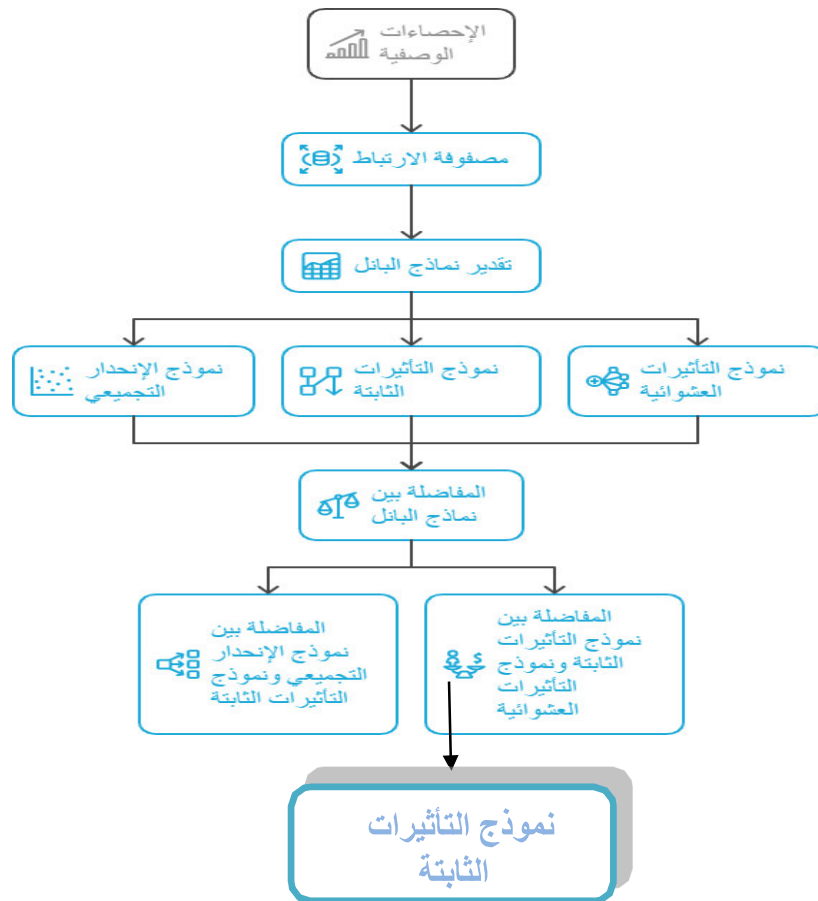 الإحصاءات
الوصفية
مصفوفة الارتباط
تقدير نماذج البانل
نموذج التأثيرات
العشوائية
نموذج التأثيرات
الثابتة
نموذج الإنحدار
التجميعي
المفاضلة بين
نماذج البانل
المفاضلة بين
نموذج التأثيرات
الثابتة ونموذج
التأثيرات
العشوائية
المفاضلة بين
نموذج الإنحدار
التجميعي ونموذج
التأثيرات الثابتة
نموذج التأثيرات
الثابتة